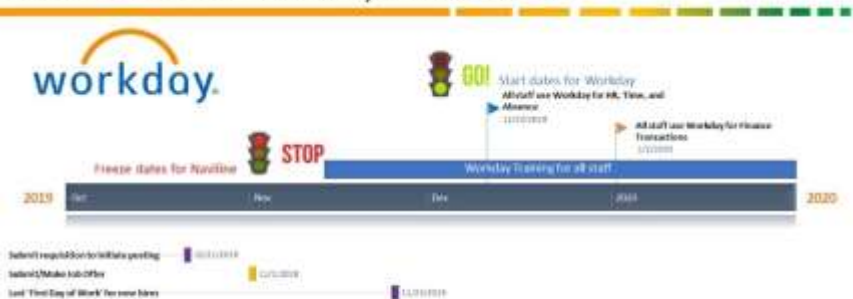 workday.
GO! Start dates for Workday
All staff use Workday for HR, Time, and
Absence
All staff use Workday for Finance
Transactions
STOP
Freeze dates for Naviline
Workday Training for all staff
2019 Oct Nov Dec 2020
Submit requisition to initiate posting
Submit/Make Job Offer
Last "First Day of Work" for new hires